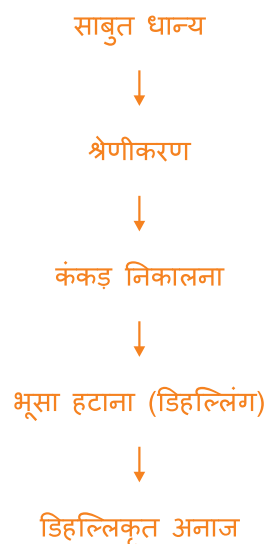 साबुत धान्य
श्रेणीकरण
कंकड़ निकालना
भूसा हटाना (डिहल्लिंग)
डिहल्लिकृत अनाज